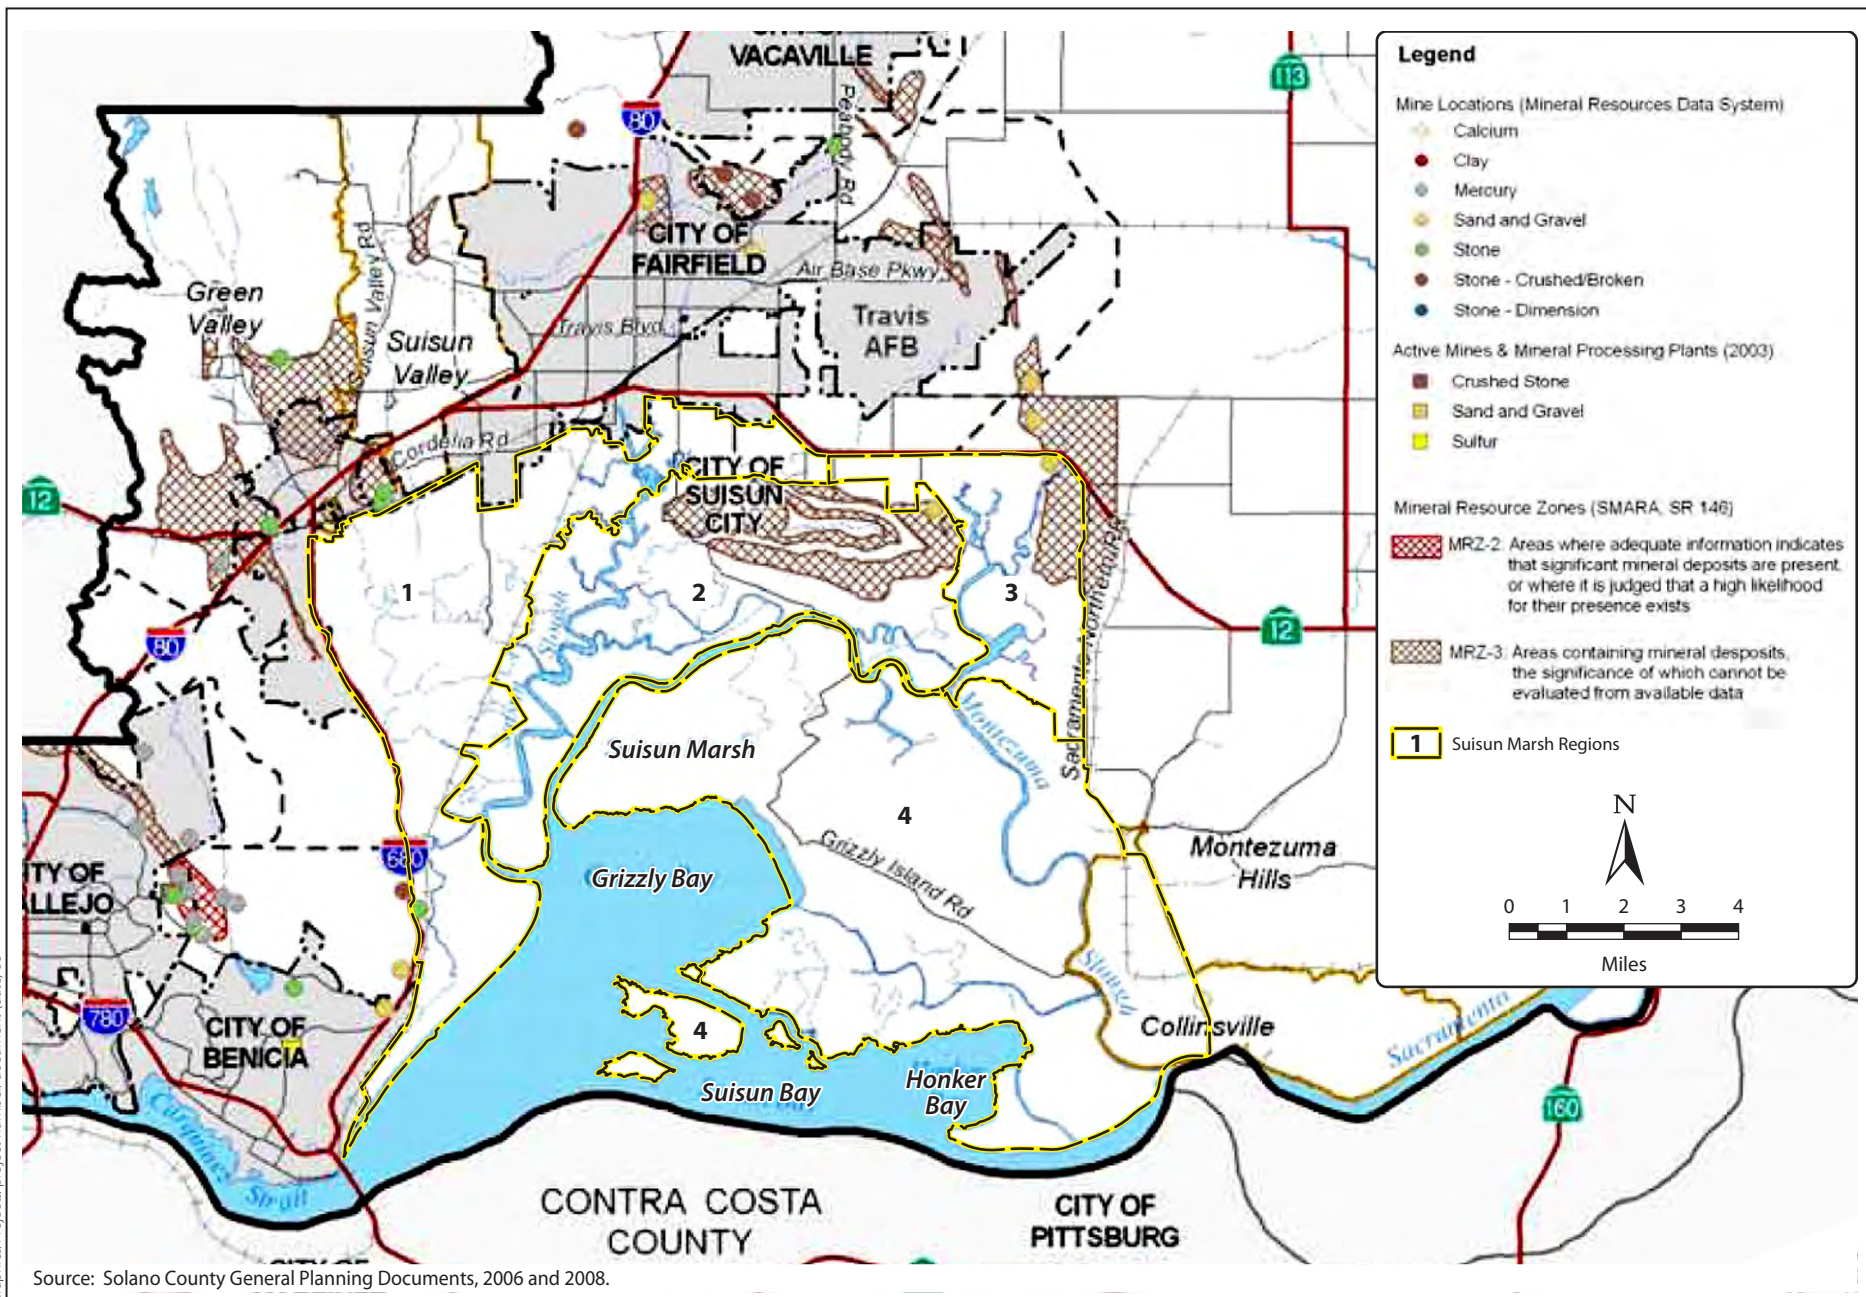 CITY OF
VACAVILLE
80
113
Peabody Rd
CITY OF
FAIRFIELD
Air Base Pkwy
Travis Blvd
Travis
AFB
Green
Valley
Suisun Valley Rd
Suisun
Valley
Cordelia Rd
CITY OF
SUISUN
CITY
12
80
1
2
3
12
Sacramento Northern Rd
Slough
Suisun Marsh
Montezuma
4
Grizzly Island Rd
Montezuma
Hills
680
Grizzly Bay
ITY OF
ALLEJO
780
CITY OF
BENICIA
4
Suisun Bay
Honker
Bay
Slough
Collinsville
Sacramento
160
Carquinez
Strait
CONTRA COSTA
COUNTY
CITY OF
PITTSBURG
CITY OF
Source: Solano County General Planning Documents, 2006 and 2008.
Legend
Mine Locations (Mineral Resources Data System)
Calcium
Clay
Mercury
Sand and Gravel
Stone
Stone - Crushed/Broken
Stone - Dimension
Active Mines & Mineral Processing Plants (2003)
Crushed Stone
Sand and Gravel
Sulfur
Mineral Resource Zones (SMARA, SR 146)
MRZ-2: Areas where adequate information indicates
that significant mineral deposits are present,
or where it is judged that a high likelihood
for their presence exists
MRZ-3: Areas containing mineral desposits,
the significance of which cannot be
evaluated from available data
1 Suisun Marsh Regions
N
0 1 2 3 4
Miles